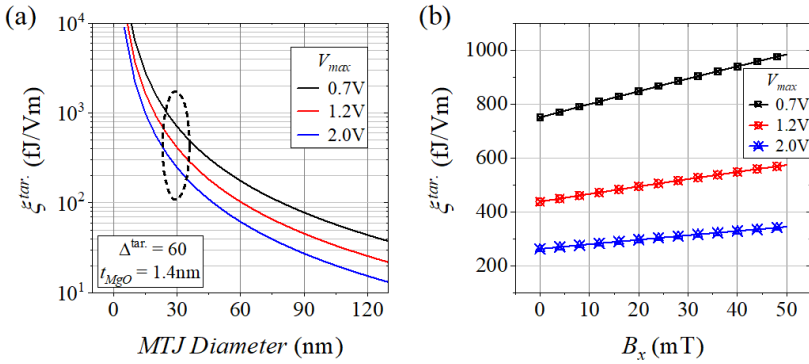 (a)
10^4
10^3
10^2
10^1
ξ^tar. (fJ/Vm)
V_max
0.7V
1.2V
2.0V
Δ^tar. = 60
t_MgO = 1.4nm
0 30 60 90 120
MTJ Diameter (nm)
(b)
1000
800
600
400
200
ξ^tar. (fJ/Vm)
V_max
0.7V
1.2V
2.0V
0 10 20 30 40 50
B_x (mT)